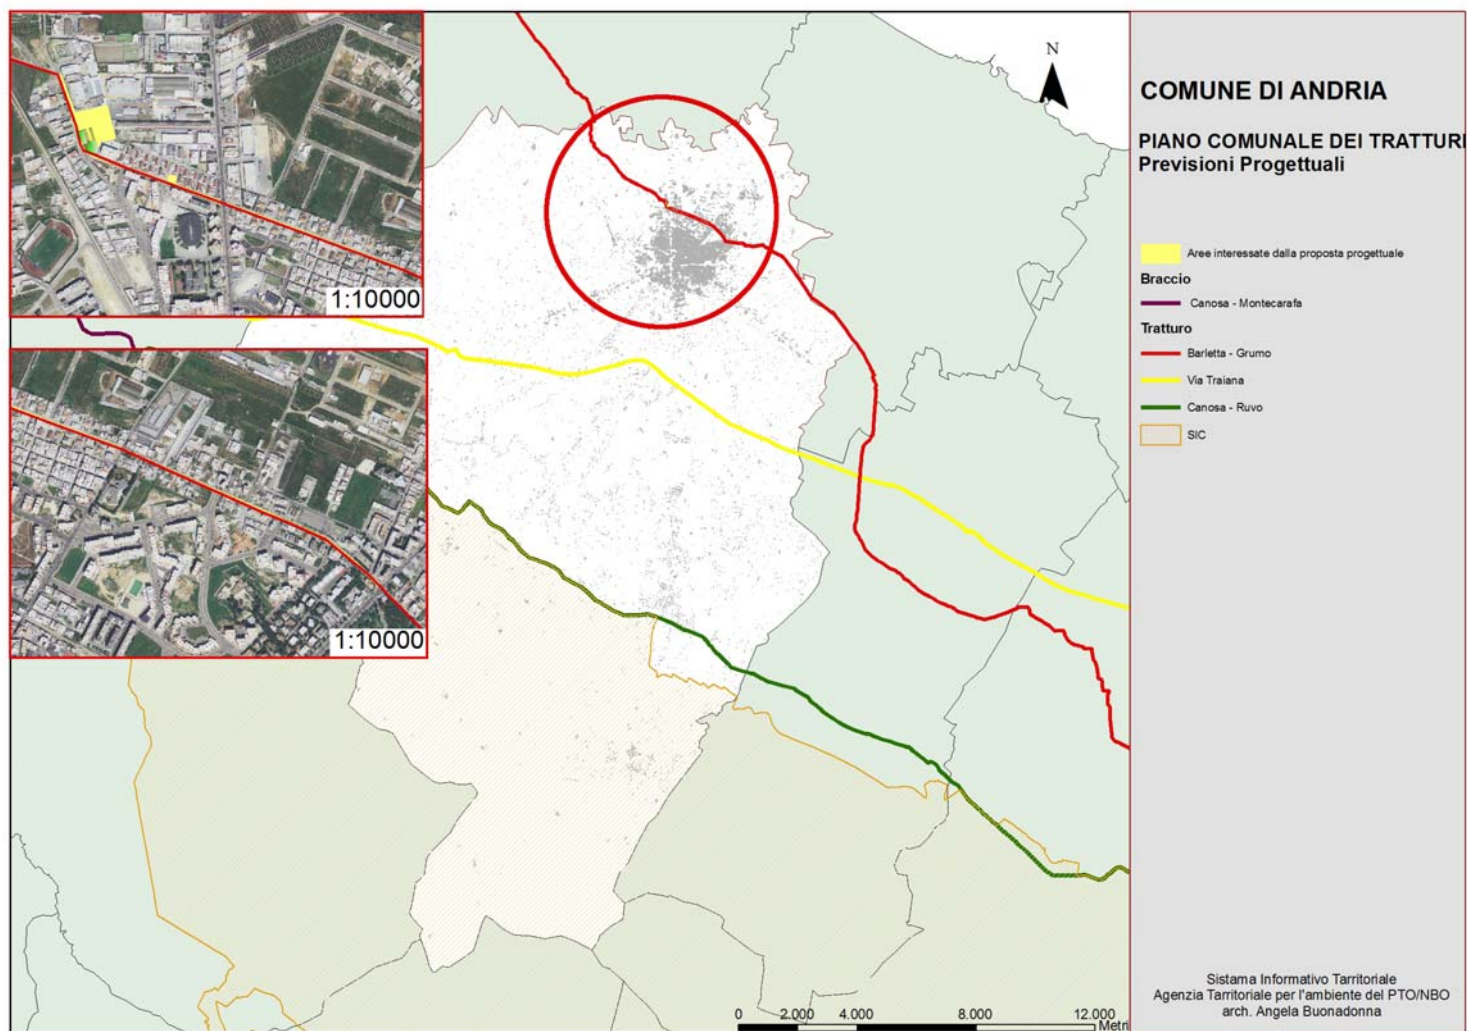 1:10000
1:10000
N
COMUNE DI ANDRIA
PIANO COMUNALE DEI TRATTURI
Previsioni Progettuali
Aree interessate dalla proposta progettuale
Braccio
Canosa - Montecarafa
Tratturo
Barletta - Grumo
Via Traiana
Canosa - Ruvo
SIC
0 2.000 4.000 8.000 12.000
Metri
Sistama Informativo Tarritoriale
Agenzia Tarritoriale per l'ambiente del PTO/NBO
arch. Angela Buonadonna